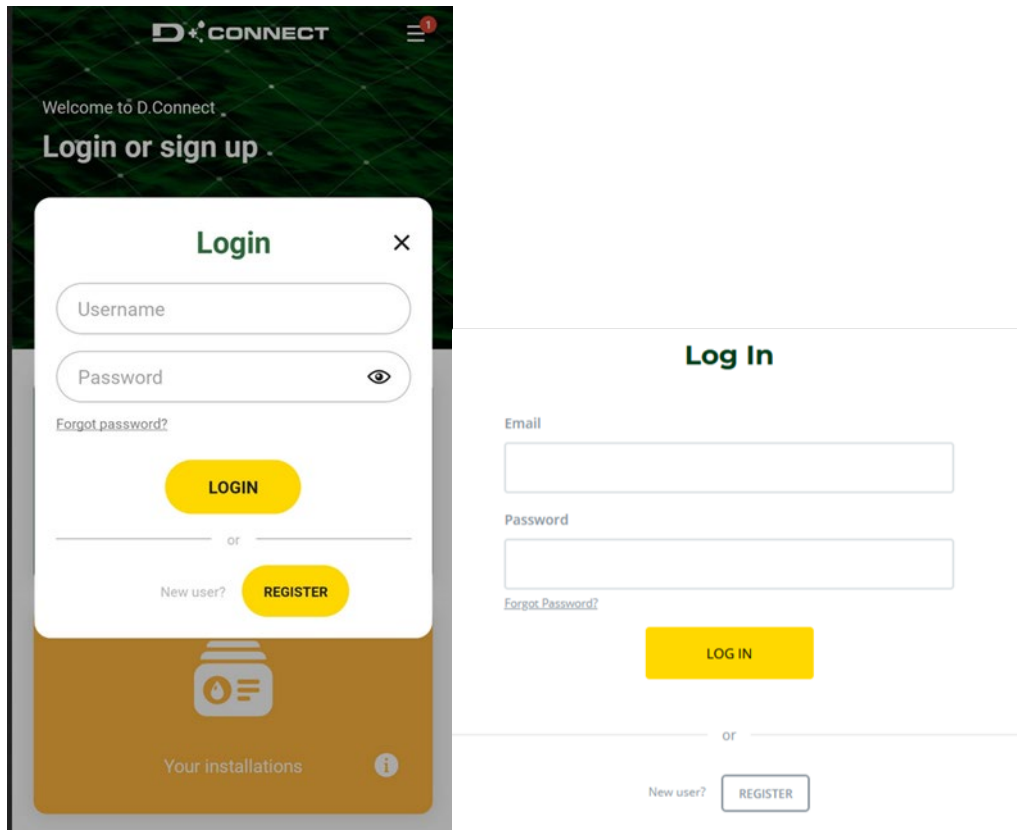 D CONNECT
1
Welcome to D.Connect
Login or sign up
Login
Username
Password
Forgot password?
LOGIN
or
New user? REGISTER
Your installations
i
Log In
Email
Password
Forgot Password?
LOG IN
or
New user? REGISTER